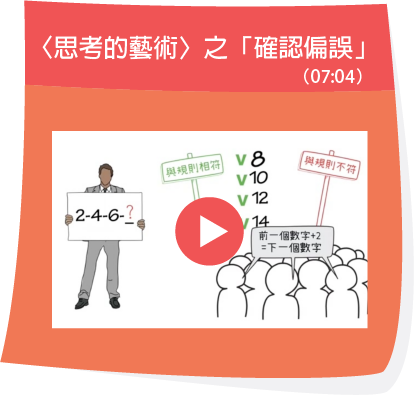 〈思考的藝術〉之「確認偏誤」
（07:04）
2-4-6-?
與規則相符
v 8
v 10
v 12
v 14
與規則不符
前一個數字+2
=下一個數字